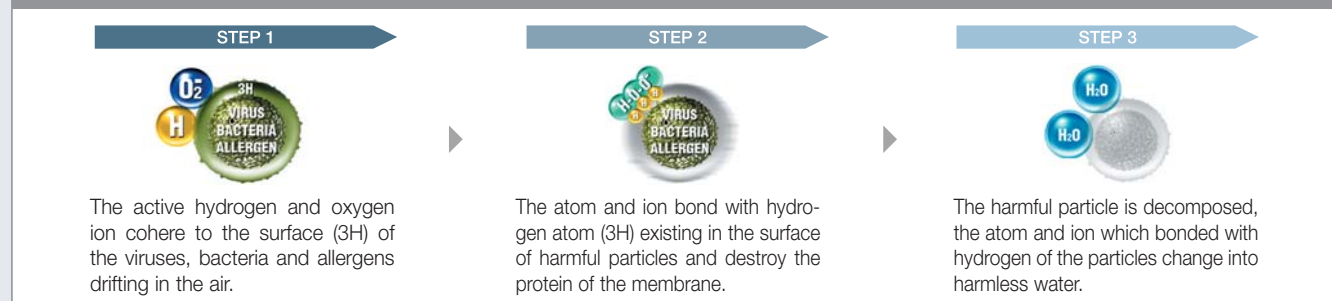 STEP 1
O2-
H
3H
VIRUS
BACTERIA
ALLERGEN
The active hydrogen and oxygen
ion cohere to the surface (3H) of
the viruses, bacteria and allergens
drifting in the air.
STEP 2
H-O-O-
H
H
H
VIRUS
BACTERIA
ALLERGEN
The atom and ion bond with hydro-
gen atom (3H) existing in the surface
of harmful particles and destroy the
protein of the membrane.
STEP 3
H2O
H2O
The harmful particle is decomposed,
the atom and ion which bonded with
hydrogen of the particles change into
harmless water.